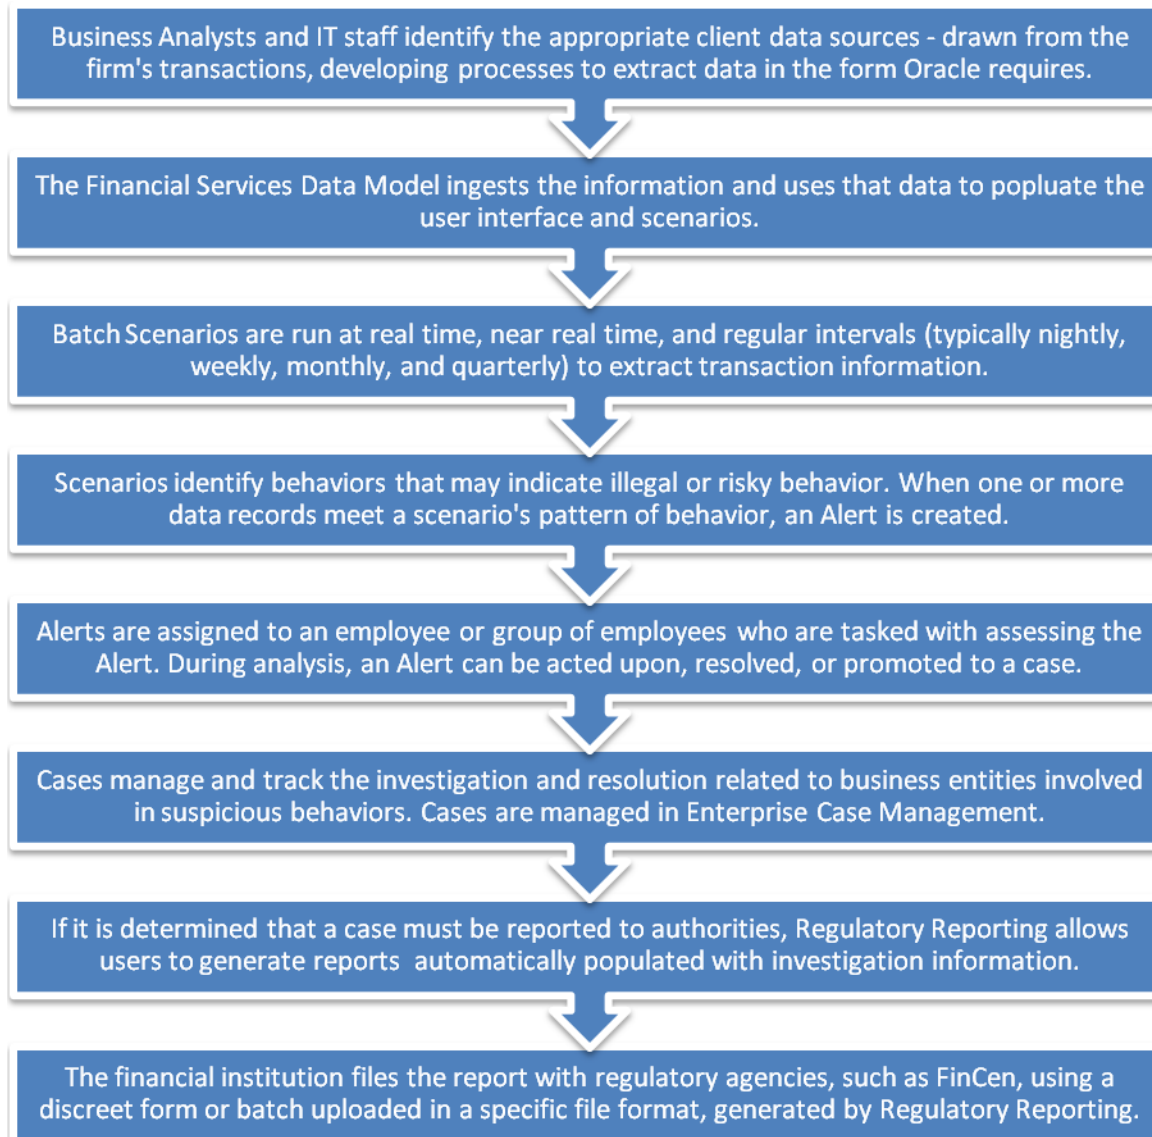 Business Analysts and IT staff identify the appropriate client data sources - drawn from the
firm's transactions, developing processes to extract data in the form Oracle requires.
The Financial Services Data Model ingests the information and uses that data to popluate the
user interface and scenarios.
Batch Scenarios are run at real time, near real time, and regular intervals (typically nightly,
weekly, monthly, and quarterly) to extract transaction information.
Scenarios identify behaviors that may indicate illegal or risky behavior. When one or more
data records meet a scenario's pattern of behavior, an Alert is created.
Alerts are assigned to an employee or group of employees who are tasked with assessing the
Alert. During analysis, an Alert can be acted upon, resolved, or promoted to a case.
Cases manage and track the investigation and resolution related to business entities involved
in suspicious behaviors. Cases are managed in Enterprise Case Management.
If it is determined that a case must be reported to authorities, Regulatory Reporting allows
users to generate reports automatically populated with investigation information.
The financial institution files the report with regulatory agencies, such as FinCen, using a
discreet form or batch uploaded in a specific file format, generated by Regulatory Reporting.